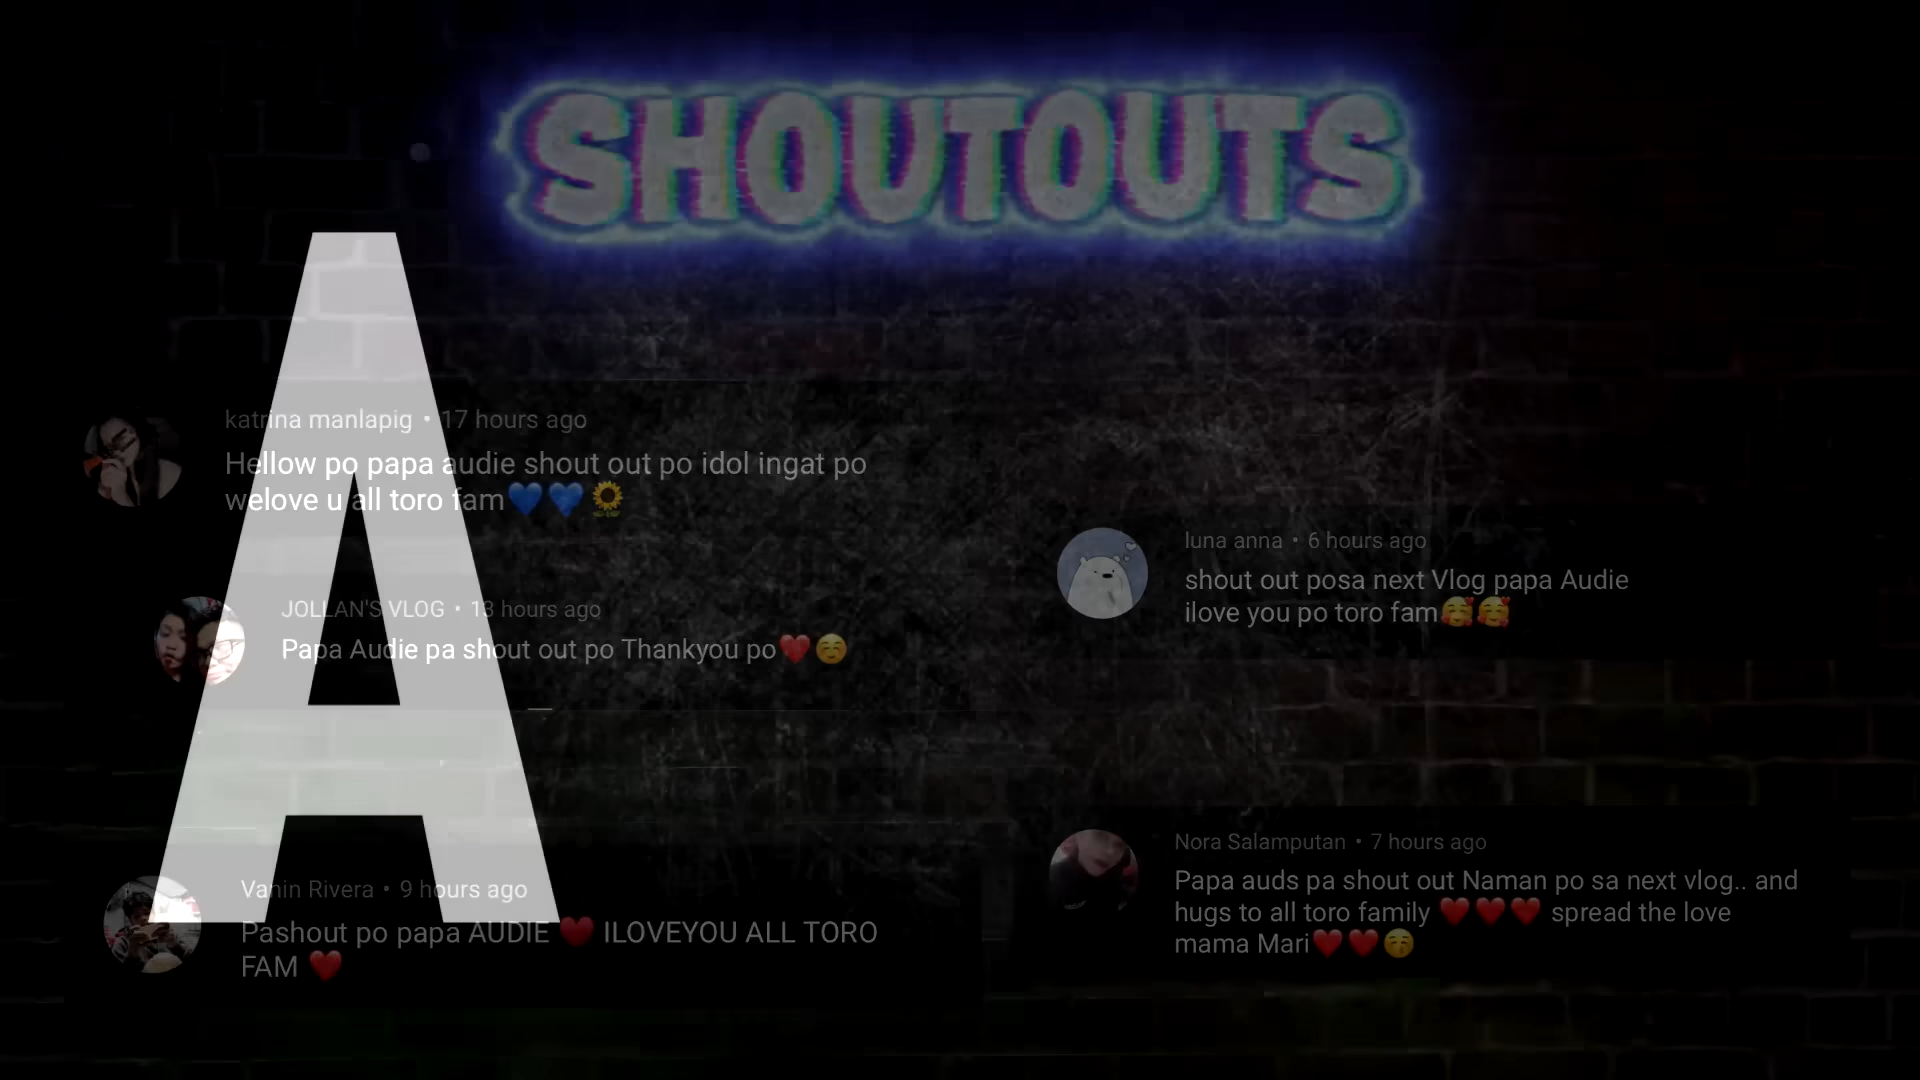 SHOUTOUTS
A
katrina manlapig • 17 hours ago
Hellow po papa audie shout out po idol ingat po
welove u all toro fam💙💙🌻
JOLLAN'S VLOG • 13 hours ago
Papa Audie pa shout out po Thankyou po❤️☺️
Vanin Rivera • 9 hours ago
Pashout po papa AUDIE ❤️ ILOVEYOU ALL TORO
FAM ❤️
luna anna • 6 hours ago
shout out posa next Vlog papa Audie
ilove you po toro fam🥰🥰
Nora Salamputan • 7 hours ago
Papa auds pa shout out Naman po sa next vlog.. and
hugs to all toro family ❤️❤️❤️ spread the love
mama Mari❤️❤️😚